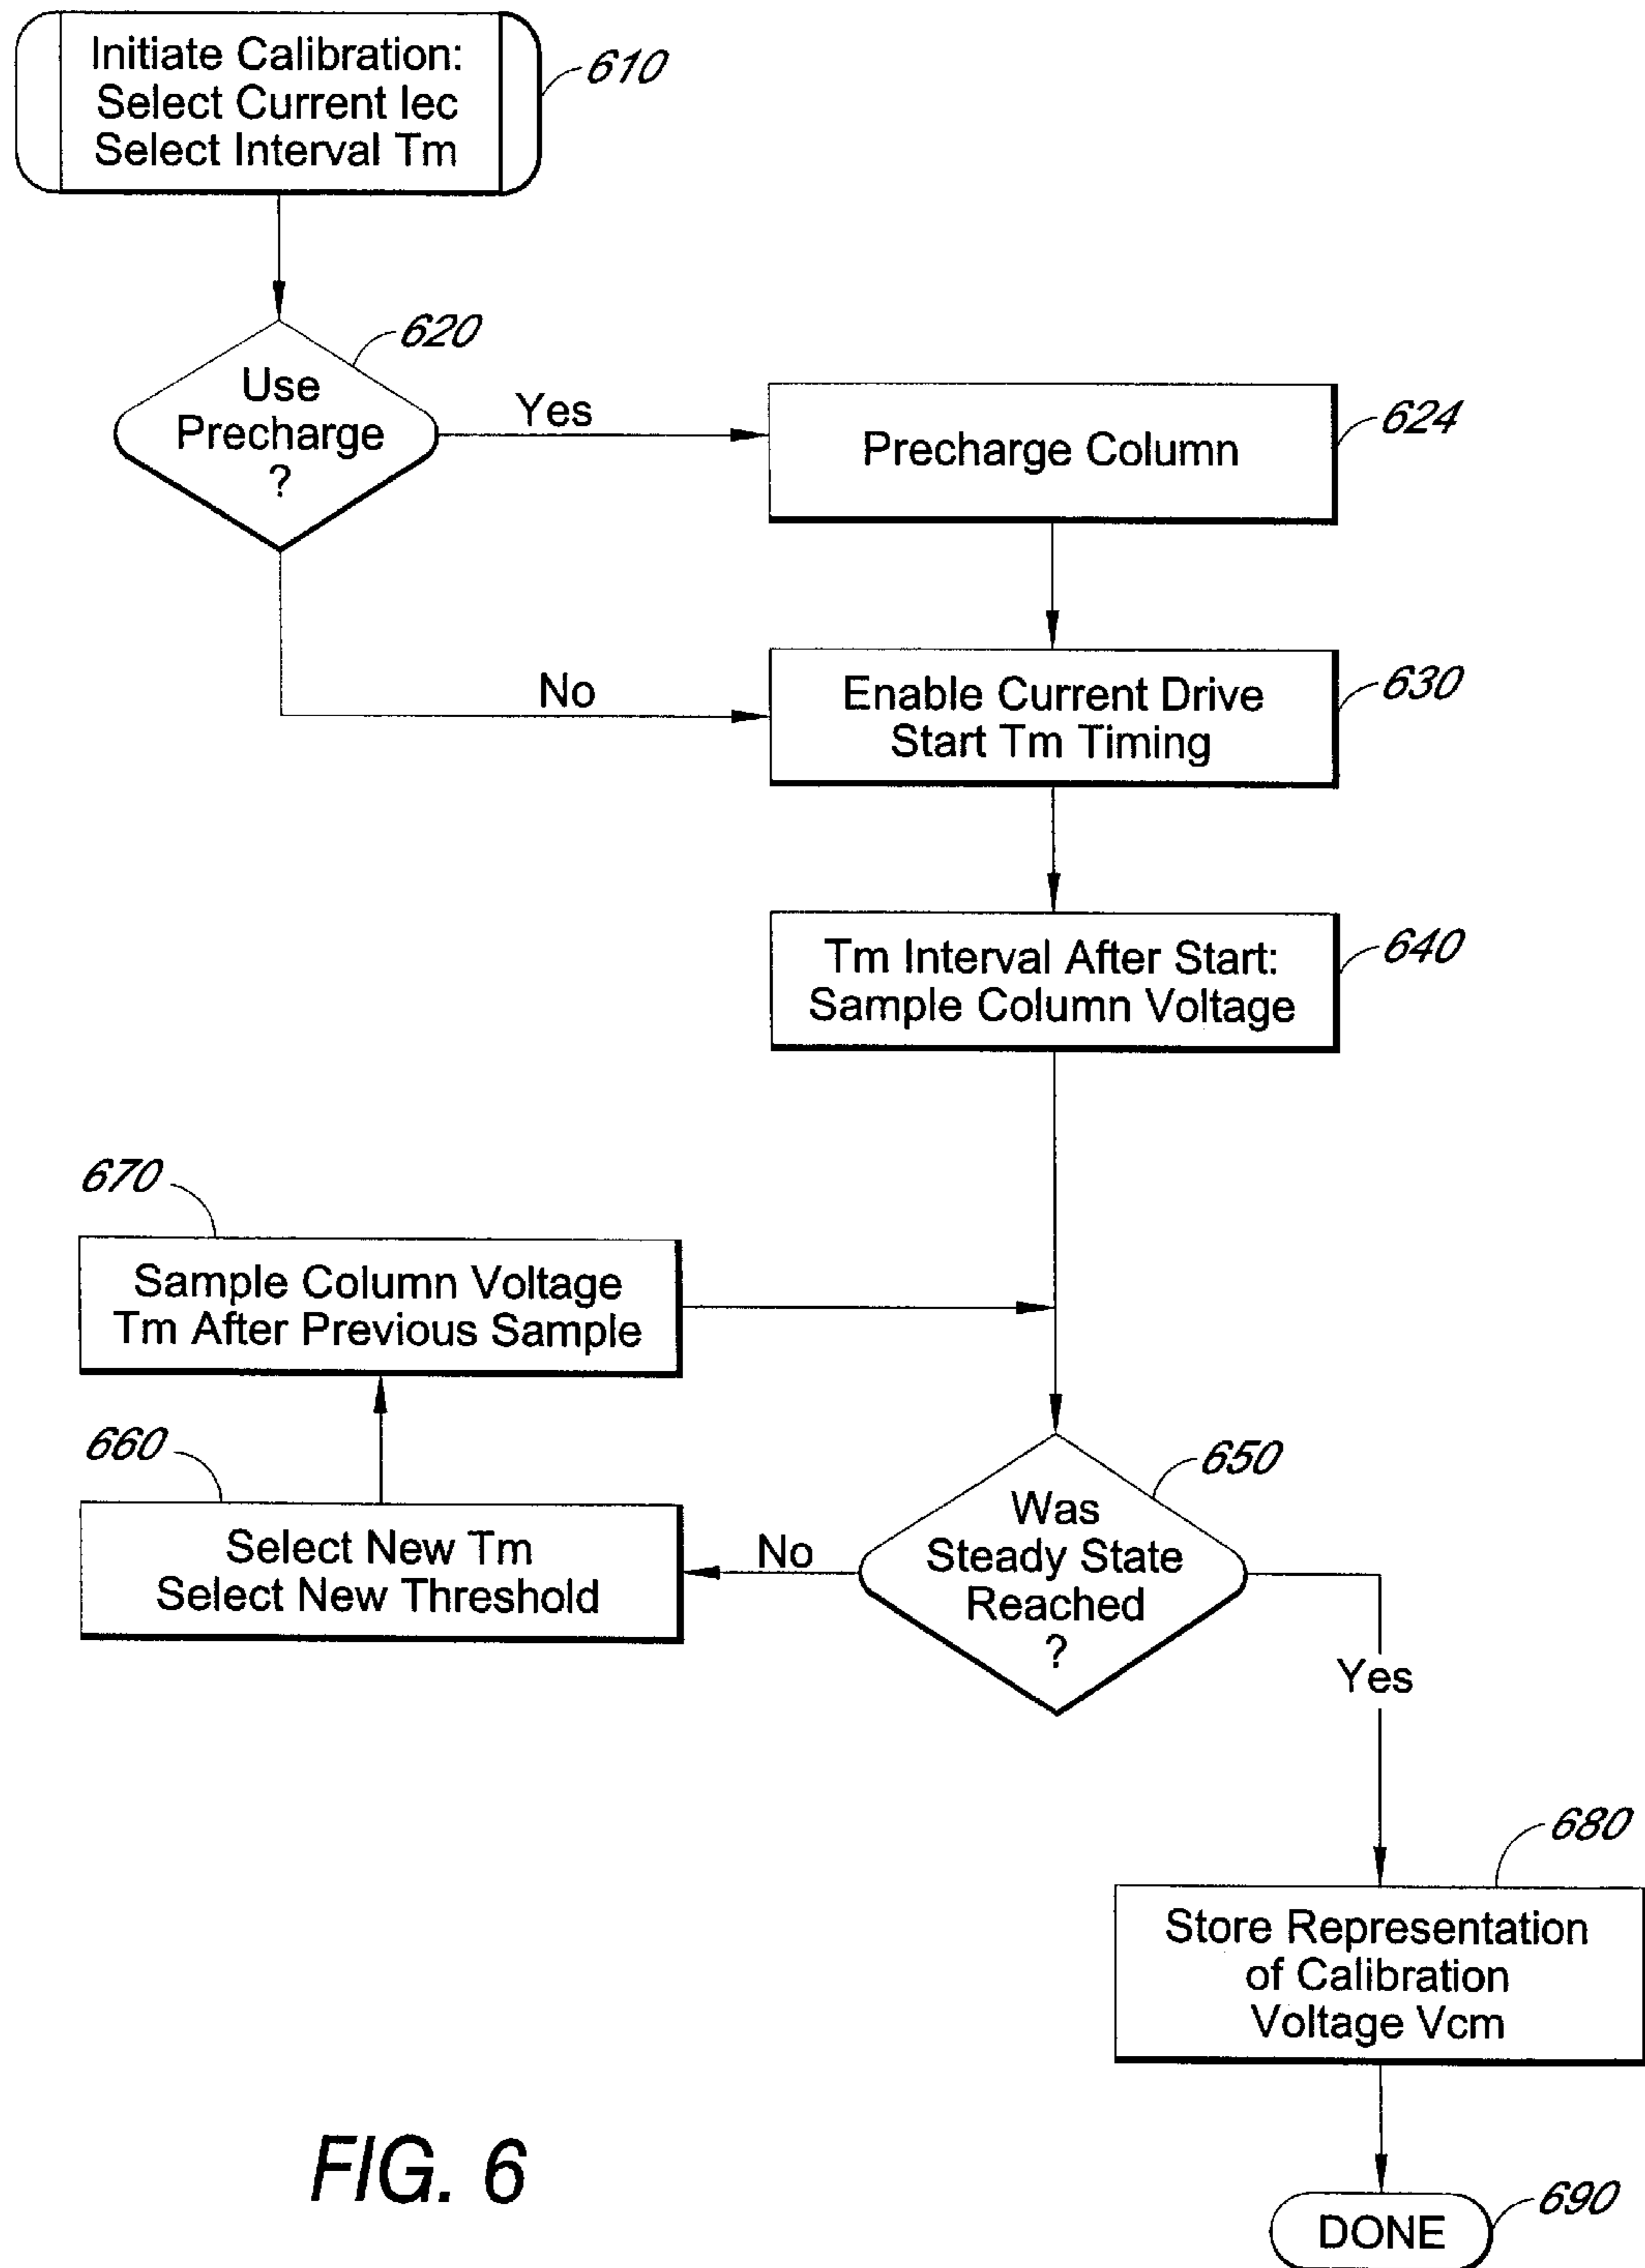 Initiate Calibration:
Select Current Iec
Select Interval Tm
610
620
Use
Precharge
?
Yes
Precharge Column
624
No
Enable Current Drive
Start Tm Timing
630
Tm Interval After Start:
Sample Column Voltage
640
670
Sample Column Voltage
Tm After Previous Sample
660
Select New Tm
Select New Threshold
No
650
Was
Steady State
Reached
?
Yes
680
Store Representation
of Calibration
Voltage Vcm
FIG. 6
DONE
690